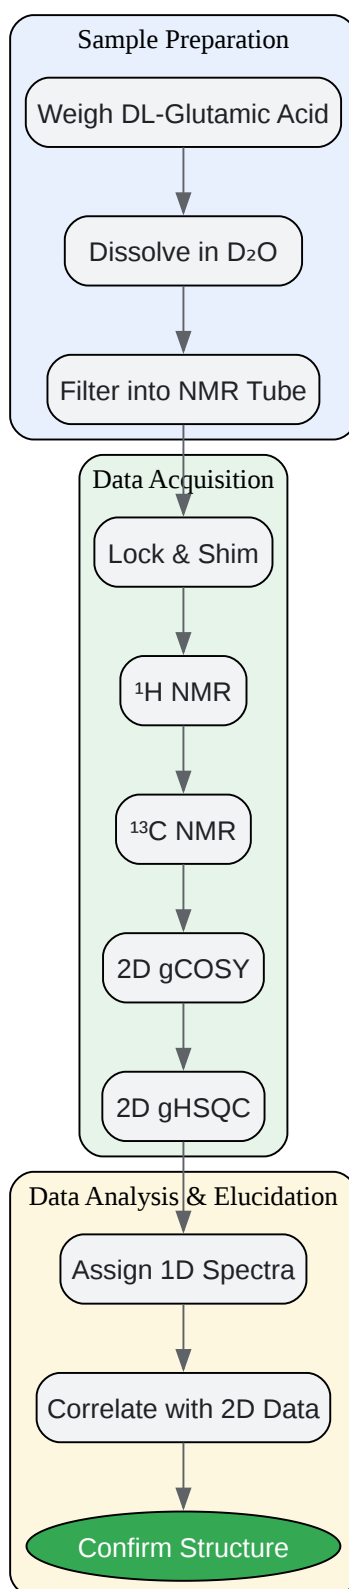 Sample Preparation
Weigh DL-Glutamic Acid
Dissolve in D₂O
Filter into NMR Tube
Data Acquisition
Lock & Shim
¹H NMR
¹³C NMR
2D gCOSY
2D gHSQC
Data Analysis & Elucidation
Assign 1D Spectra
Correlate with 2D Data
Confirm Structure